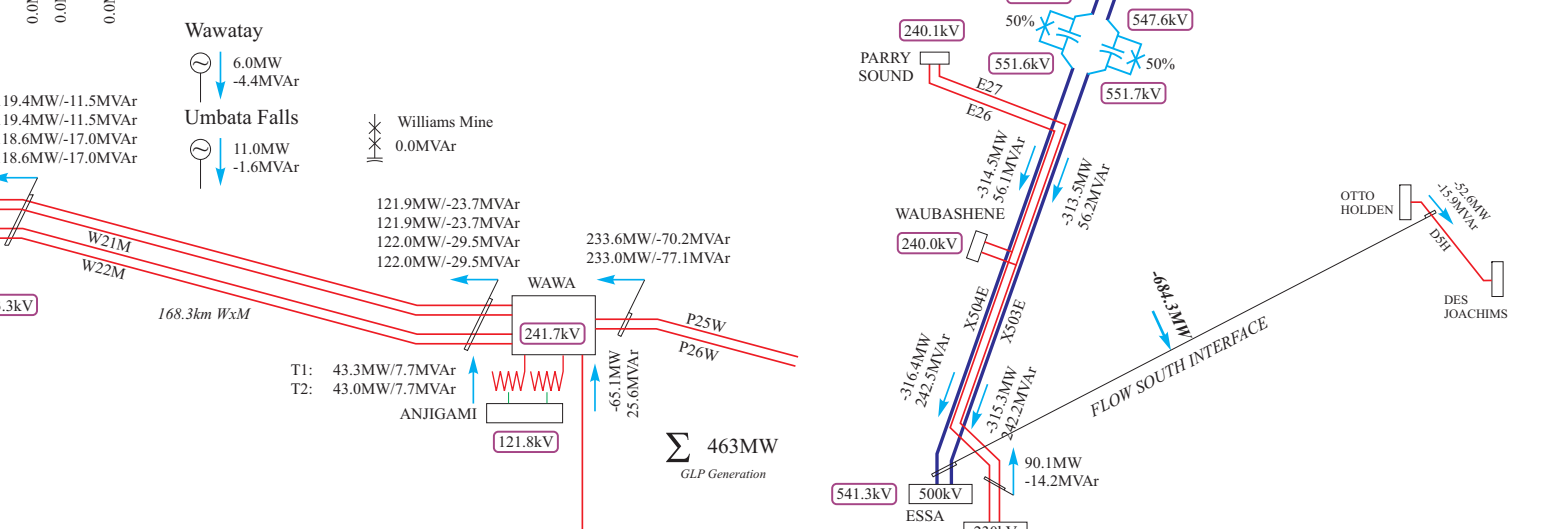 0.0M
0.0M
0.0M
Wawatay
6.0MW
-4.4MVAr
Umbata Falls
11.0MW
-1.6MVAr
19.4MW/-11.5MVAr
19.4MW/-11.5MVAr
18.6MW/-17.0MVAr
18.6MW/-17.0MVAr
Williams Mine
0.0MVAr
W21M
W22M
.3kV
168.3km WxM
121.9MW/-23.7MVAr
121.9MW/-23.7MVAr
122.0MW/-29.5MVAr
122.0MW/-29.5MVAr
233.6MW/-70.2MVAr
233.0MW/-77.1MVAr
WAWA
241.7kV
P25W
P26W
T1: 43.3MW/7.7MVAr
T2: 43.0MW/7.7MVAr
ANJIGAMI
121.8kV
-65.1MW
25.6MVAr
Σ 463MW
GLP Generation
50%
547.6kV
240.1kV
PARRY
SOUND
551.6kV
50%
551.7kV
E27
E26
-314.5MW
56.1MVAr
-313.5MW
56.2MVAr
WAUBASHENE
240.0kV
X504E
X503E
-316.4MW
242.5MVAr
-315.3MW
242.2MVAr
90.1MW
-14.2MVAr
541.3kV
500kV
ESSA
OTTO
HOLDEN
-52.6MW
-15.9MVAr
D5H
DES
JOACHIMS
-684.3MW
FLOW SOUTH INTERFACE